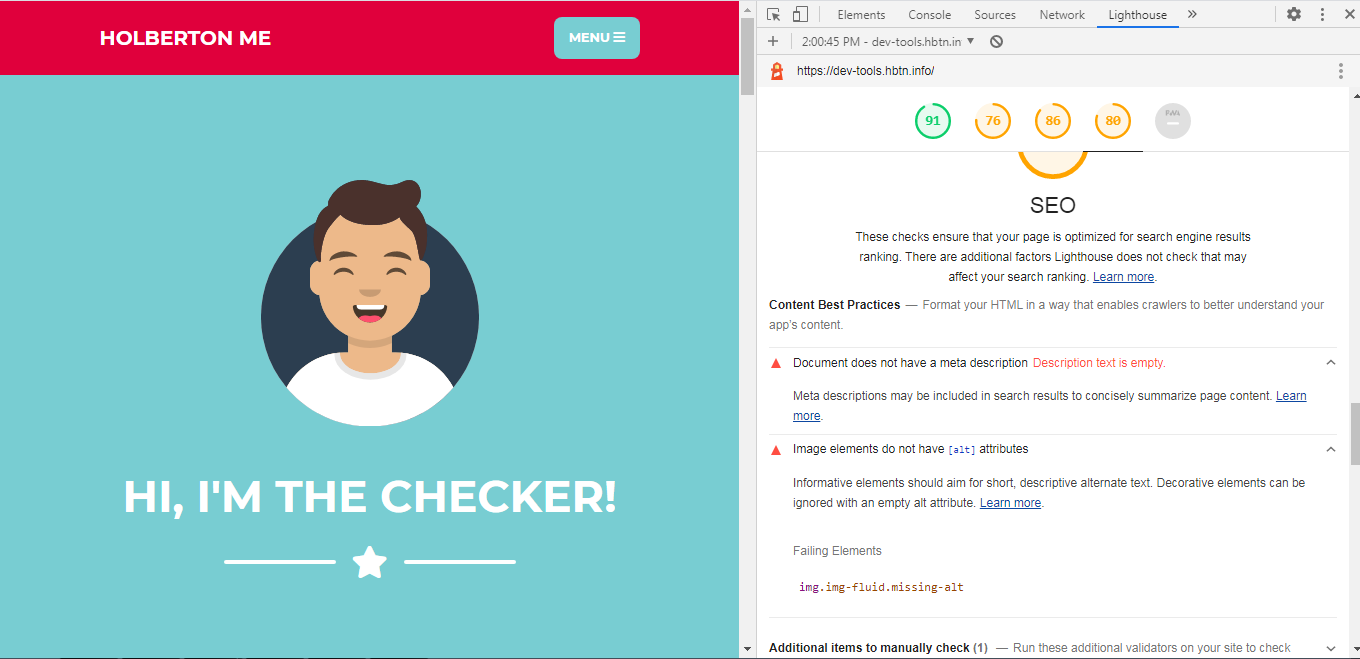 HOLBERTON ME
MENU
HI, I'M THE CHECKER!
Elements Console Sources Network Lighthouse
2:00:45 PM - dev-tools.hbtn.in
https://dev-tools.hbtn.info/
91 76 86 80 PWA
SEO
These checks ensure that your page is optimized for search engine results
ranking. There are additional factors Lighthouse does not check that may
affect your search ranking. Learn more.
Content Best Practices — Format your HTML in a way that enables crawlers to better understand your
app's content.
Document does not have a meta description Description text is empty.
Meta descriptions may be included in search results to concisely summarize page content. Learn
more.
Image elements do not have [alt] attributes
Informative elements should aim for short, descriptive alternate text. Decorative elements can be
ignored with an empty alt attribute. Learn more.
Failing Elements
img.img-fluid.missing-alt
Additional items to manually check (1) — Run these additional validators on your site to check